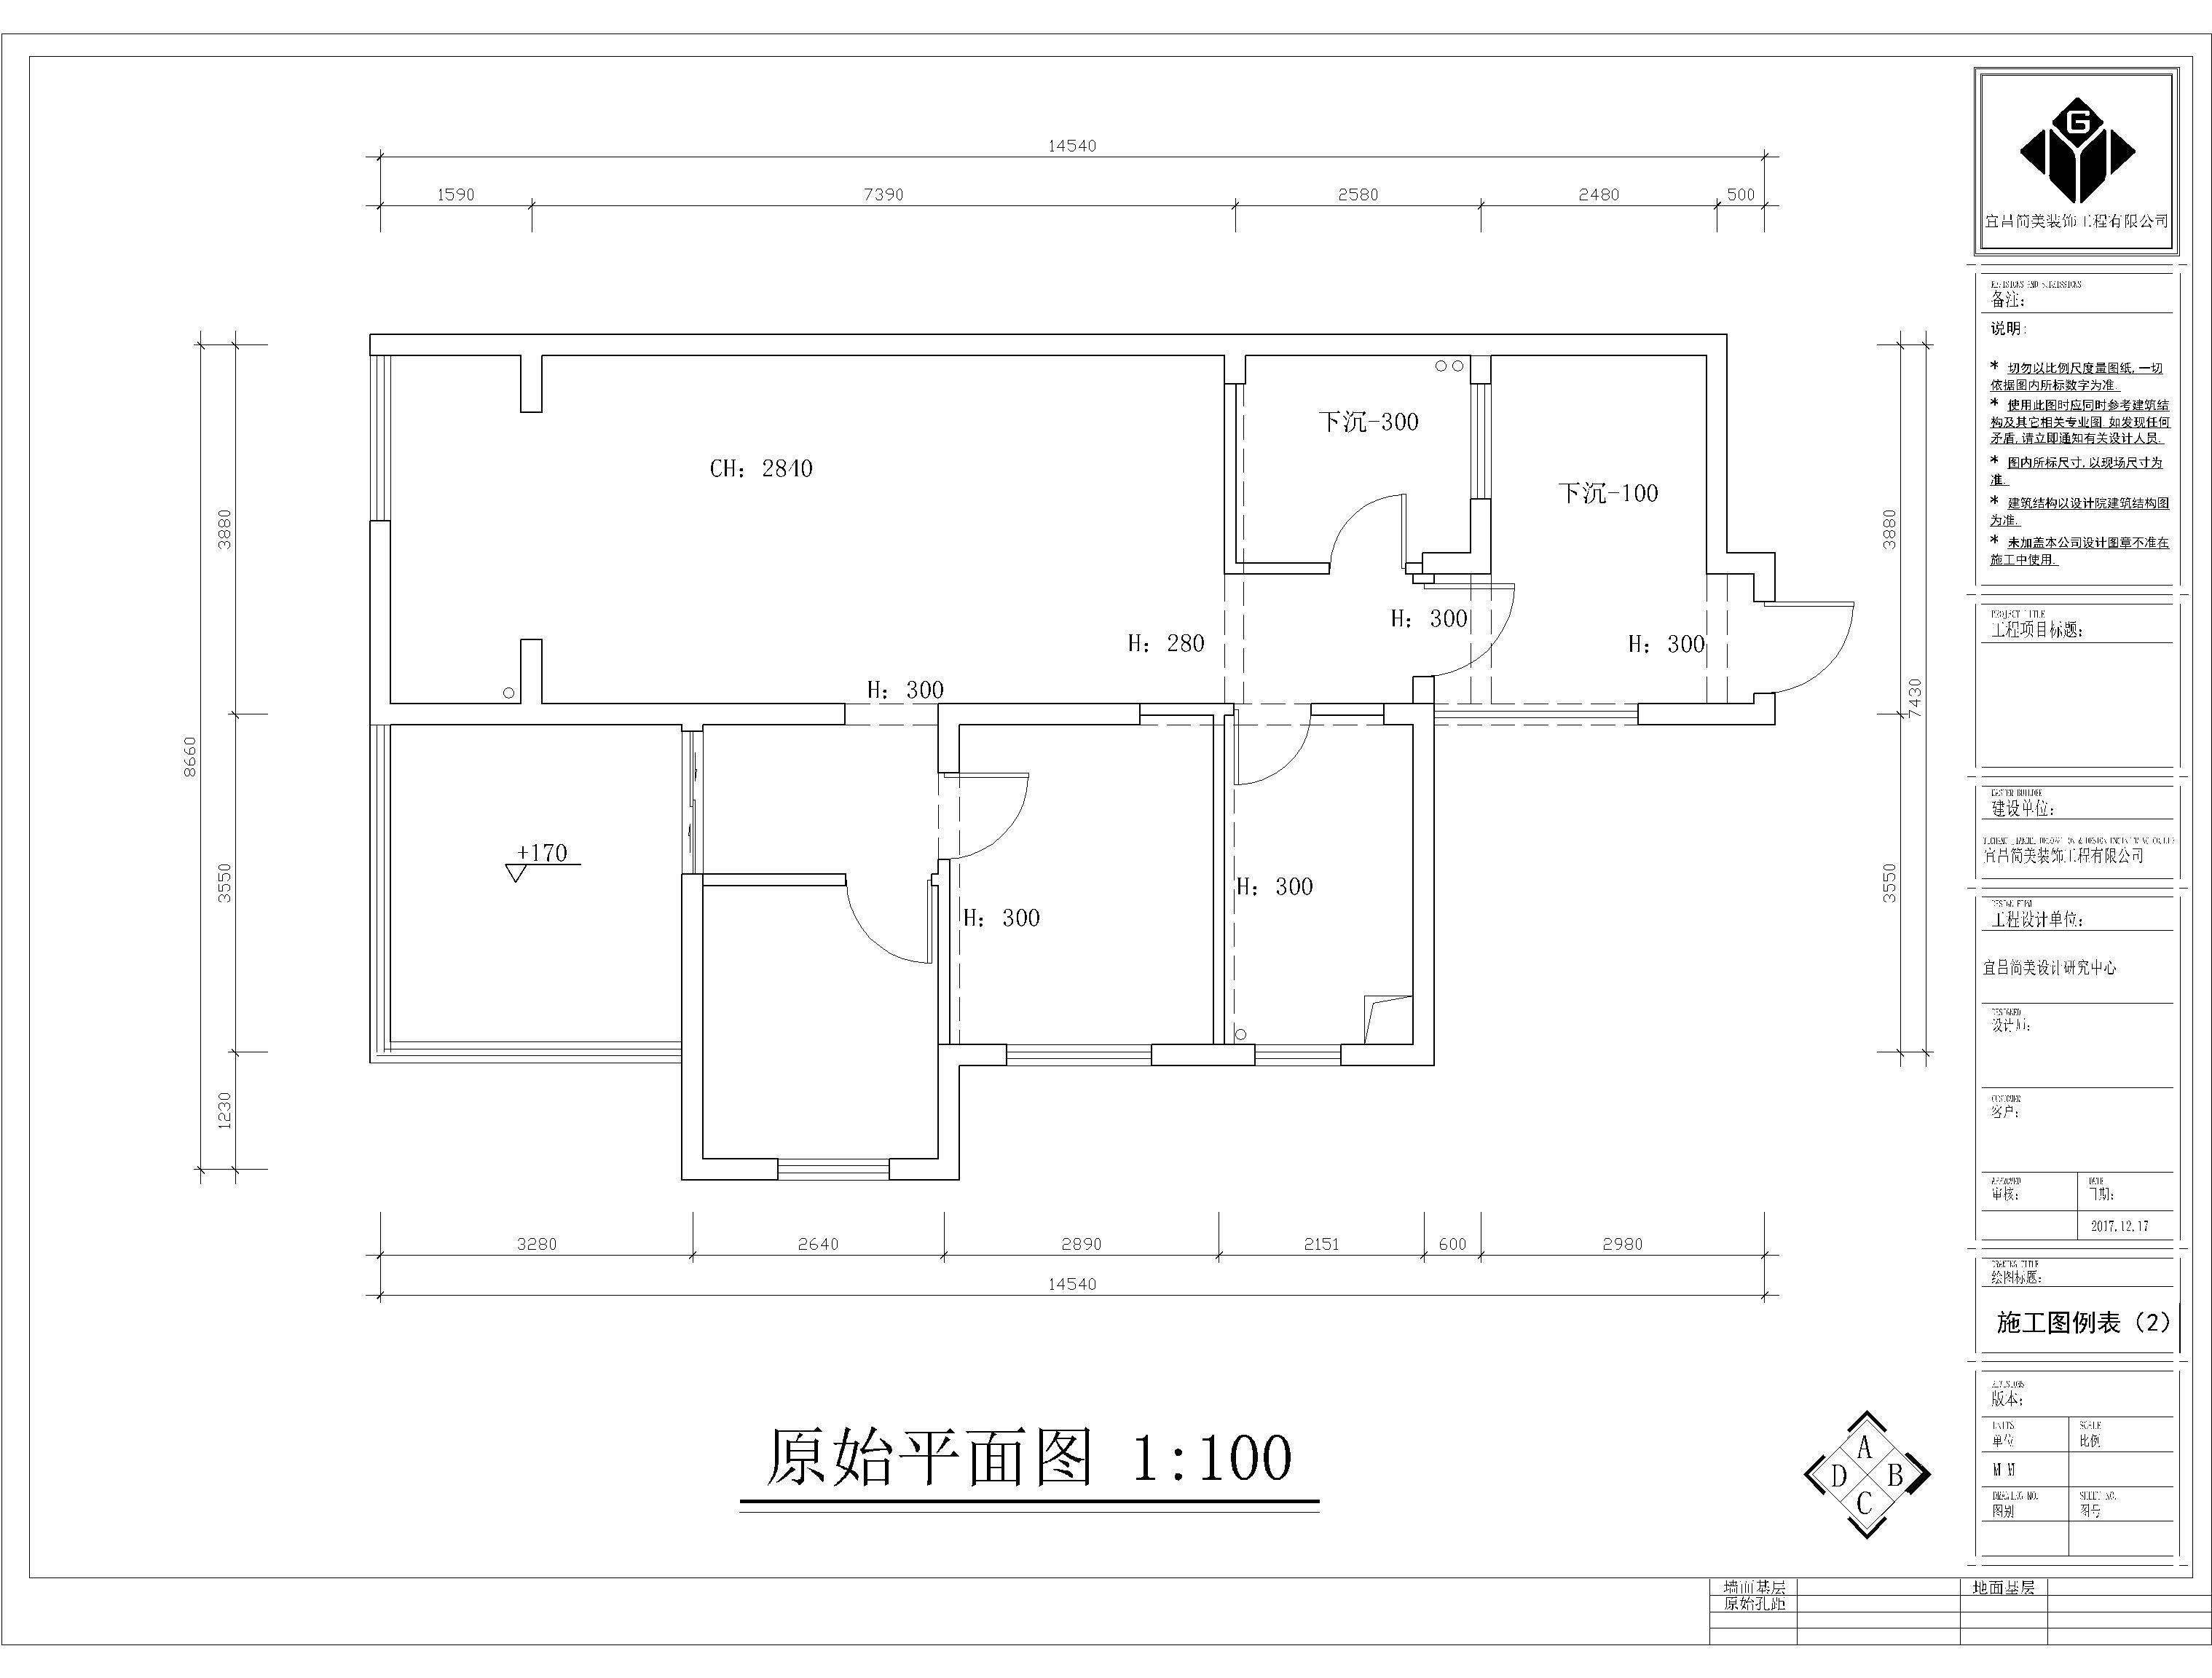 14540
1590 7390 2580 2480 500
G
宜昌简美装饰工程有限公司
备注:
说明:
* 切勿以比例尺度量图纸,一切
依据图内所标数字为准.
* 使用此图时应同时参考建筑结
构及其它相关专业图.如发现任何
矛盾,请立即通知有关设计人员.
* 图内所标尺寸,以现场尺寸为
准.
* 建筑结构以设计院建筑结构图
为准.
* 未加盖本公司设计图章不准在
施工中使用.
下沉-300
CH: 2840
下沉-100
3880
3880
H: 300
H: 280
H: 300
H: 300
8660
7430
+170
3550
3550
H: 300
H: 300
1230
3280 2640 2890 2151 600 2980
14540
原始平面图 1:100
A
D B
C
PROJECT TITLE
工程项目标题:
建设单位:
宜昌简美装饰工程有限公司
工程设计单位:
宜昌简美设计研究中心
DESIGNED
设计师:
CUSTOMER
客户:
APPROVED DATE
审核: 日期:
2017.12.17
DRAWING TITLE
绘图标题:
施工图例表（2）
版本:
UNITS SCALE
单位 比例
M M
DRAWING NO. SHEET NO.
图别 图号
墙面基层 地面基层
原始孔距